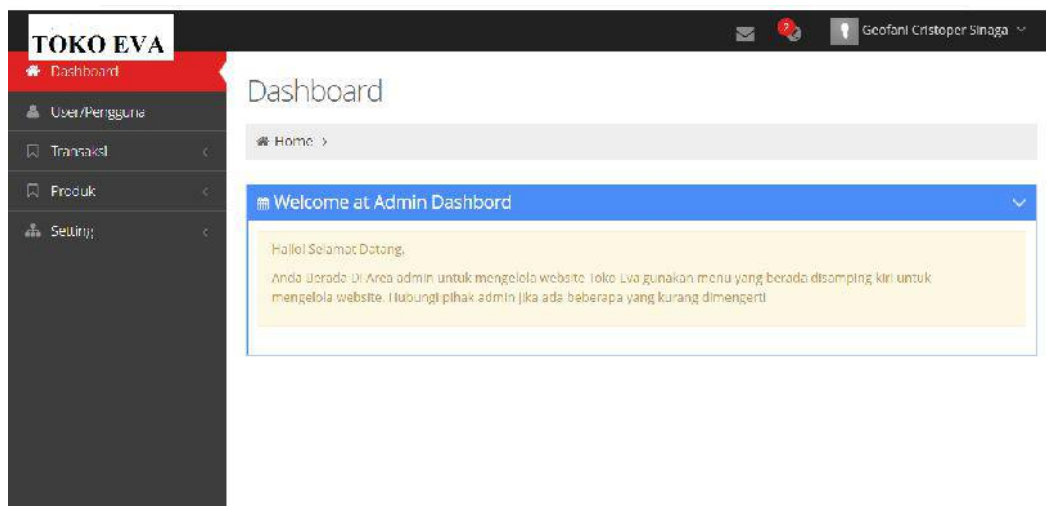 TOKO EVA
2
Geofani Cristoper Sinaga
Dashboard
User/Pengguna
Transaksi
Produk
Setting
Dashboard
Home >
Welcome at Admin Dashbord
Hallo! Selamat Datang.
Anda Berada Di Area admin untuk mengelola website Toko Eva gunakan menu yang berada disamping kiri untuk
mengelola website. Hubungi pihak admin jika ada beberapa yang kurang dimengerti